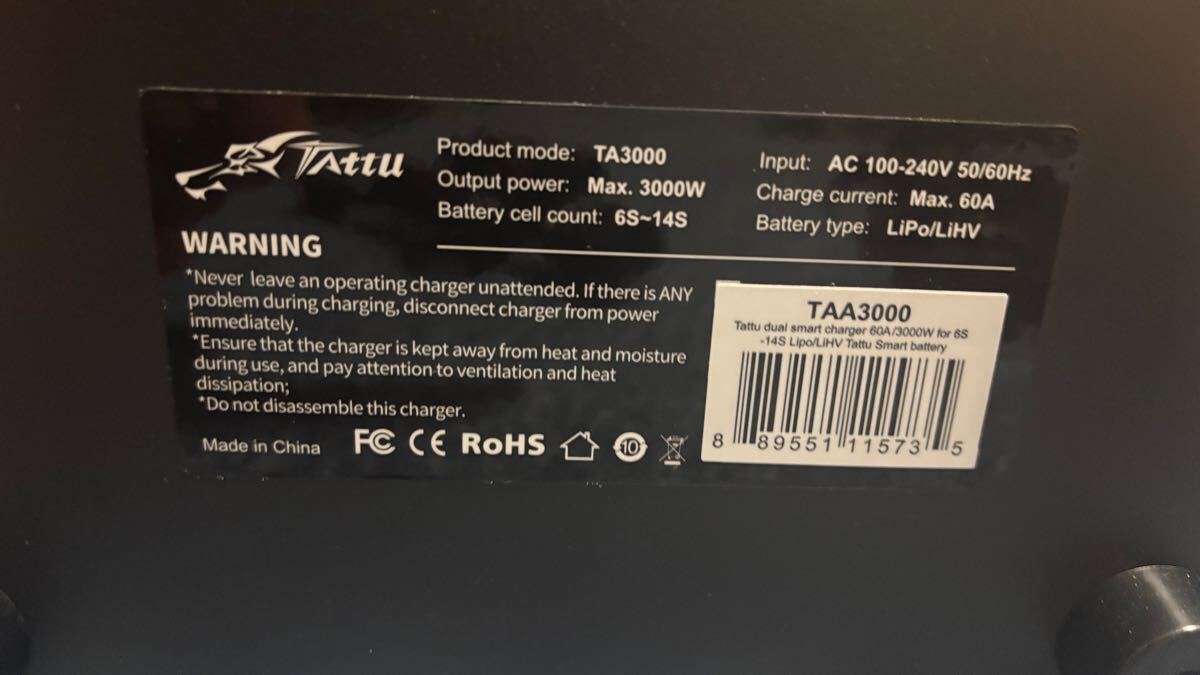 TATTU
Product mode: TA3000
Output power: Max. 3000W
Battery cell count: 6S~14S
Input: AC 100-240V 50/60Hz
Charge current: Max. 60A
Battery type: LiPo/LiHV
WARNING
*Never leave an operating charger unattended. If there is ANY
problem during charging, disconnect charger from power
immediately.
*Ensure that the charger is kept away from heat and moisture
during use, and pay attention to ventilation and heat
dissipation;
*Do not disassemble this charger.
Made in China
FC CE RoHS 10
TAA3000
Tattu dual smart charger 60A/3000W for 6S
-14S Lipo/LiHV Tattu Smart battery
8 89551 11573 5